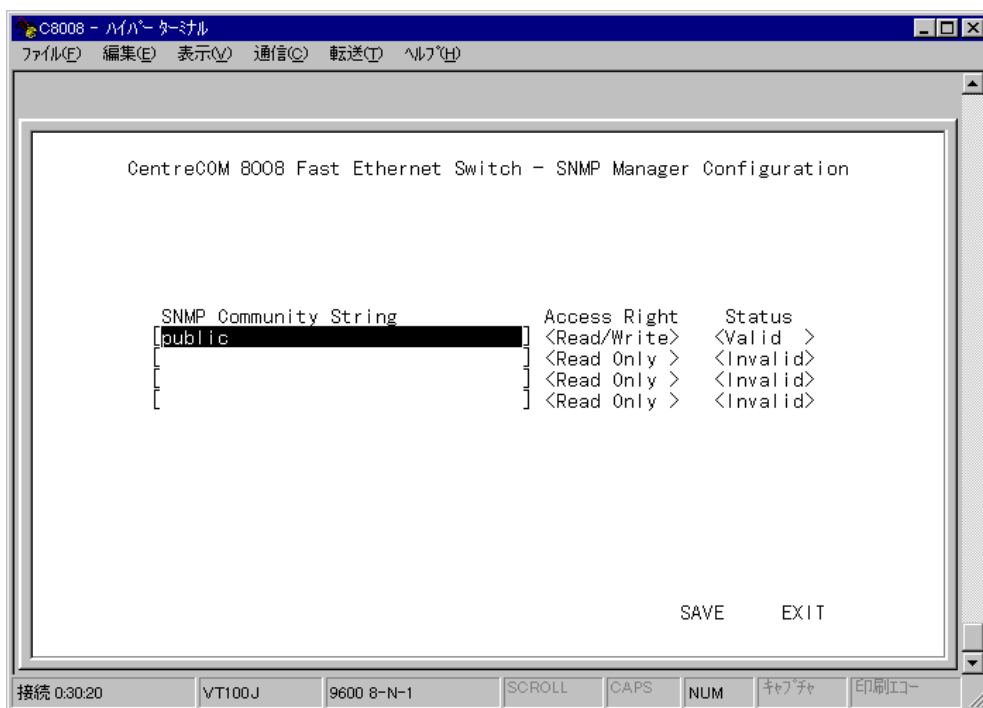 C8008 - ﾊｲﾊﾟｰ ﾀｰﾐﾅﾙ
ﾌｧｲﾙ(F) 編集(E) 表示(V) 通信(C) 転送(T) ﾍﾙﾌﾟ(H)
CentreCOM 8008 Fast Ethernet Switch - SNMP Manager Configuration
SNMP Community String Access Right Status
[public ] <Read/Write> <Valid >
[ ] <Read Only > <Invalid>
[ ] <Read Only > <Invalid>
[ ] <Read Only > <Invalid>
SAVE EXIT
接続 0:30:20 VT100J 9600 8-N-1 SCROLL CAPS NUM ｷｬﾌﾟﾁｬ 印刷ｴｺｰ